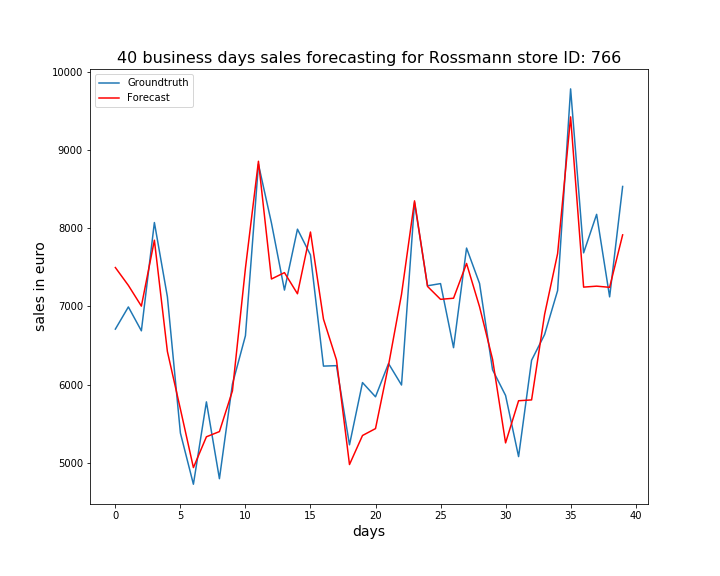 40 business days sales forecasting for Rossmann store ID: 766
Groundtruth
Forecast
10000
9000
8000
7000
6000
5000
sales in euro
0 5 10 15 20 25 30 35 40
days